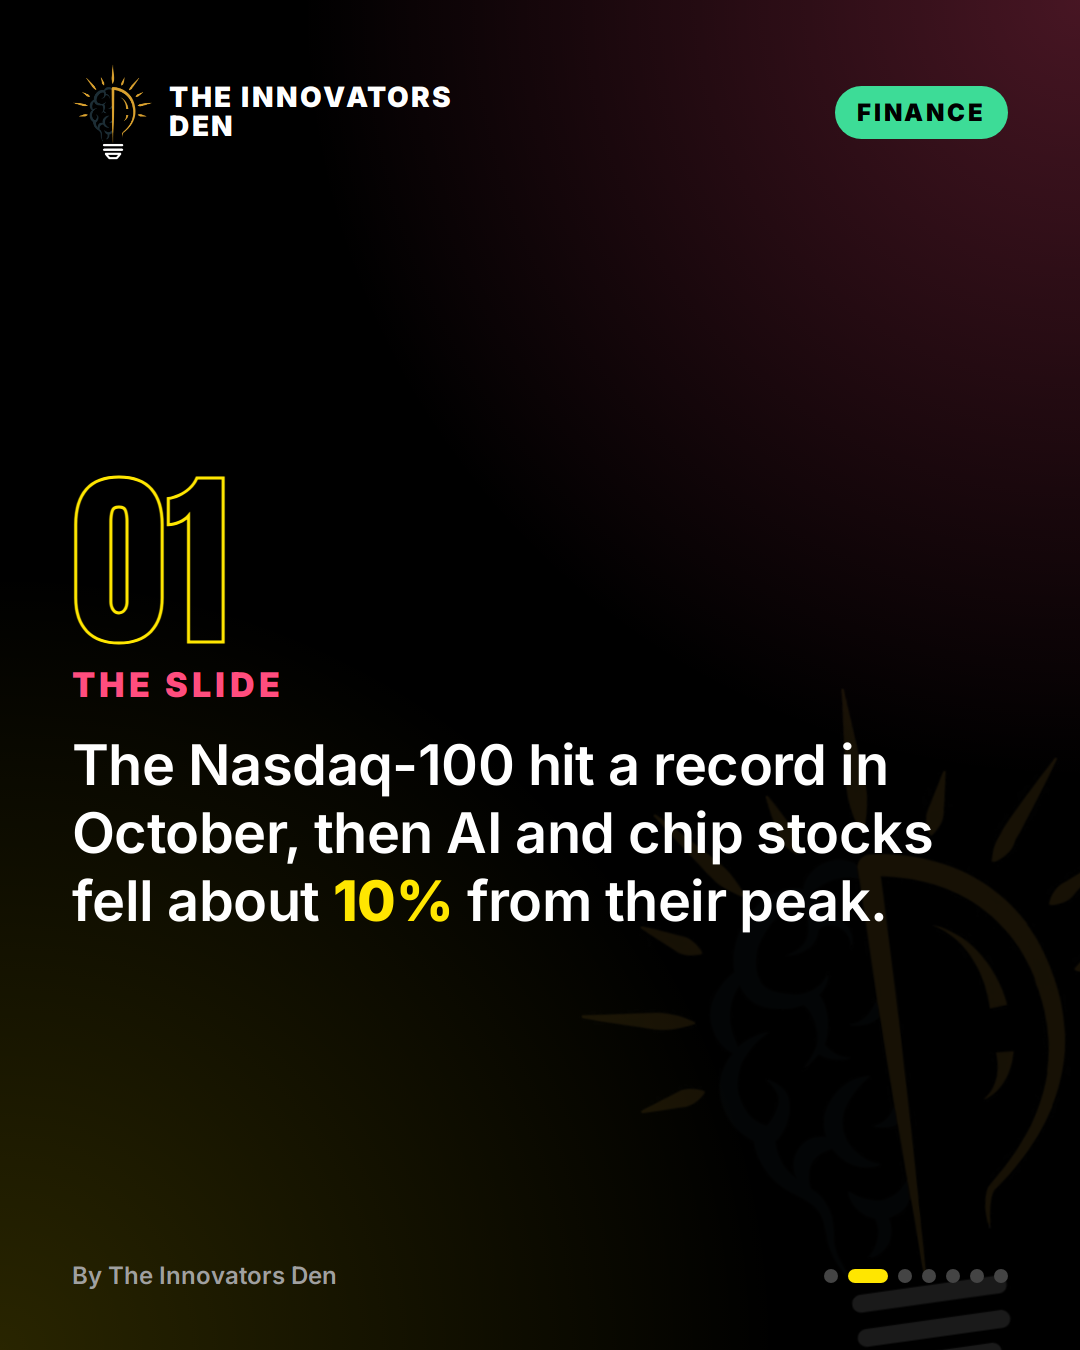 THE INNOVATORS
DEN
FINANCE
01
THE SLIDE
The Nasdaq-100 hit a record in
October, then AI and chip stocks
fell about 10% from their peak.
By The Innovators Den